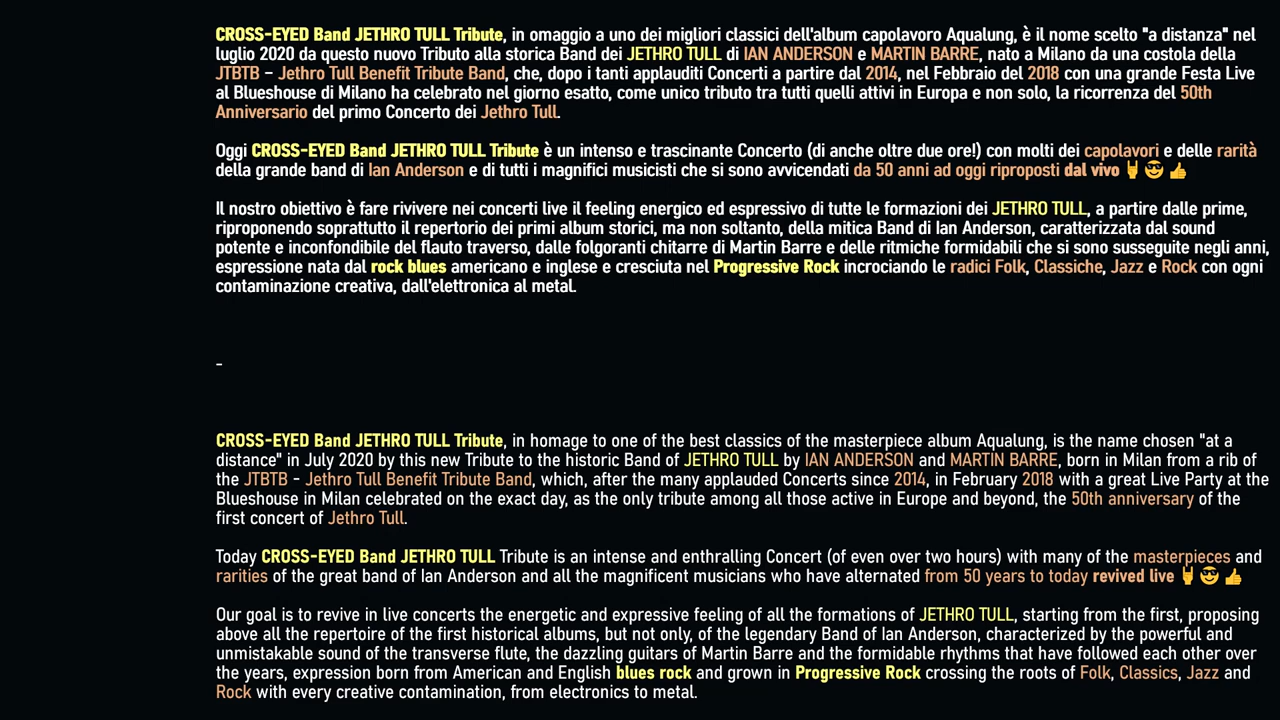 CROSS-EYED Band JETHRO TULL Tribute, in omaggio a uno dei migliori classici dell'album capolavoro Aqualung, è il nome scelto "a distanza" nel
luglio 2020 da questo nuovo Tributo alla storica Band dei JETHRO TULL di IAN ANDERSON e MARTIN BARRE, nato a Milano da una costola della
JTBTB – Jethro Tull Benefit Tribute Band, che, dopo i tanti applauditi Concerti a partire dal 2014, nel Febbraio del 2018 con una grande Festa Live
al Blueshouse di Milano ha celebrato nel giorno esatto, come unico tributo tra tutti quelli attivi in Europa e non solo, la ricorrenza del 50th
Anniversario del primo Concerto dei Jethro Tull.
Oggi CROSS-EYED Band JETHRO TULL Tribute è un intenso e trascinante Concerto (di anche oltre due ore!) con molti dei capolavori e delle rarità
della grande band di Ian Anderson e di tutti i magnifici musicisti che si sono avvicendati da 50 anni ad oggi riproposti dal vivo 🤘😎👍
Il nostro obiettivo è fare rivivere nei concerti live il feeling energico ed espressivo di tutte le formazioni dei JETHRO TULL, a partire dalle prime,
riproponendo soprattutto il repertorio dei primi album storici, ma non soltanto, della mitica Band di Ian Anderson, caratterizzata dal sound
potente e inconfondibile del flauto traverso, dalle folgoranti chitarre di Martin Barre e delle ritmiche formidabili che si sono susseguite negli anni,
espressione nata dal rock blues americano e inglese e cresciuta nel Progressive Rock incrociando le radici Folk, Classiche, Jazz e Rock con ogni
contaminazione creativa, dall'elettronica al metal.
-
CROSS-EYED Band JETHRO TULL Tribute, in homage to one of the best classics of the masterpiece album Aqualung, is the name chosen "at a
distance" in July 2020 by this new Tribute to the historic Band of JETHRO TULL by IAN ANDERSON and MARTIN BARRE, born in Milan from a rib of
the JTBTB - Jethro Tull Benefit Tribute Band, which, after the many applauded Concerts since 2014, in February 2018 with a great Live Party at the
Blueshouse in Milan celebrated on the exact day, as the only tribute among all those active in Europe and beyond, the 50th anniversary of the
first concert of Jethro Tull.
Today CROSS-EYED Band JETHRO TULL Tribute is an intense and enthralling Concert (of even over two hours) with many of the masterpieces and
rarities of the great band of Ian Anderson and all the magnificent musicians who have alternated from 50 years to today revived live 🤘😎👍
Our goal is to revive in live concerts the energetic and expressive feeling of all the formations of JETHRO TULL, starting from the first, proposing
above all the repertoire of the first historical albums, but not only, of the legendary Band of Ian Anderson, characterized by the powerful and
unmistakable sound of the transverse flute, the dazzling guitars of Martin Barre and the formidable rhythms that have followed each other over
the years, expression born from American and English blues rock and grown in Progressive Rock crossing the roots of Folk, Classics, Jazz and
Rock with every creative contamination, from electronics to metal.